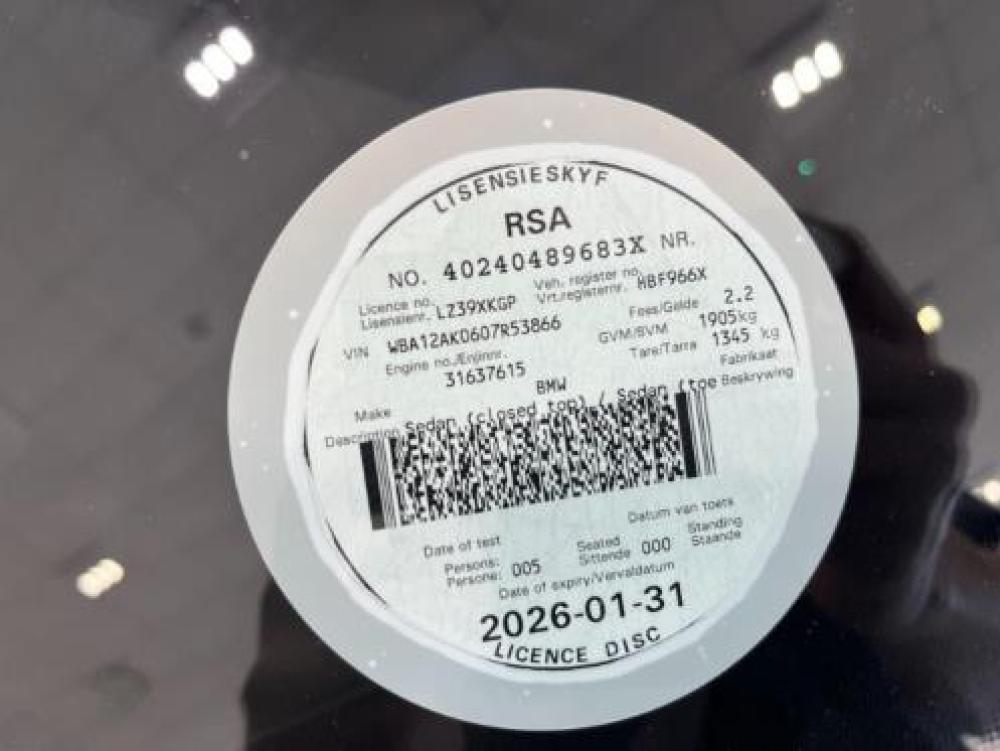 LISENSIESKYF
RSA
NO. 40240489683X NR.
Licence no. Veh. register no.
Lisensienr. LZ39XKGP Vrt.registernr. HBF966X
VIN WBA12AK0607R53866 Fees/Gelde 2.2
Engine no./Enjinnr. GVM/BVM 1905kg
31637615 Tare/Tarra 1345 kg
Make BMW Fabrikaat
Description Sedan (closed top) / Sedan (toe Beskrywing
Date of test Datum van toets
Persons: 005 Seated 000 Standing
Persone: Sittende Staande
Date of expiry/Vervaldatum
2026-01-31
LICENCE DISC